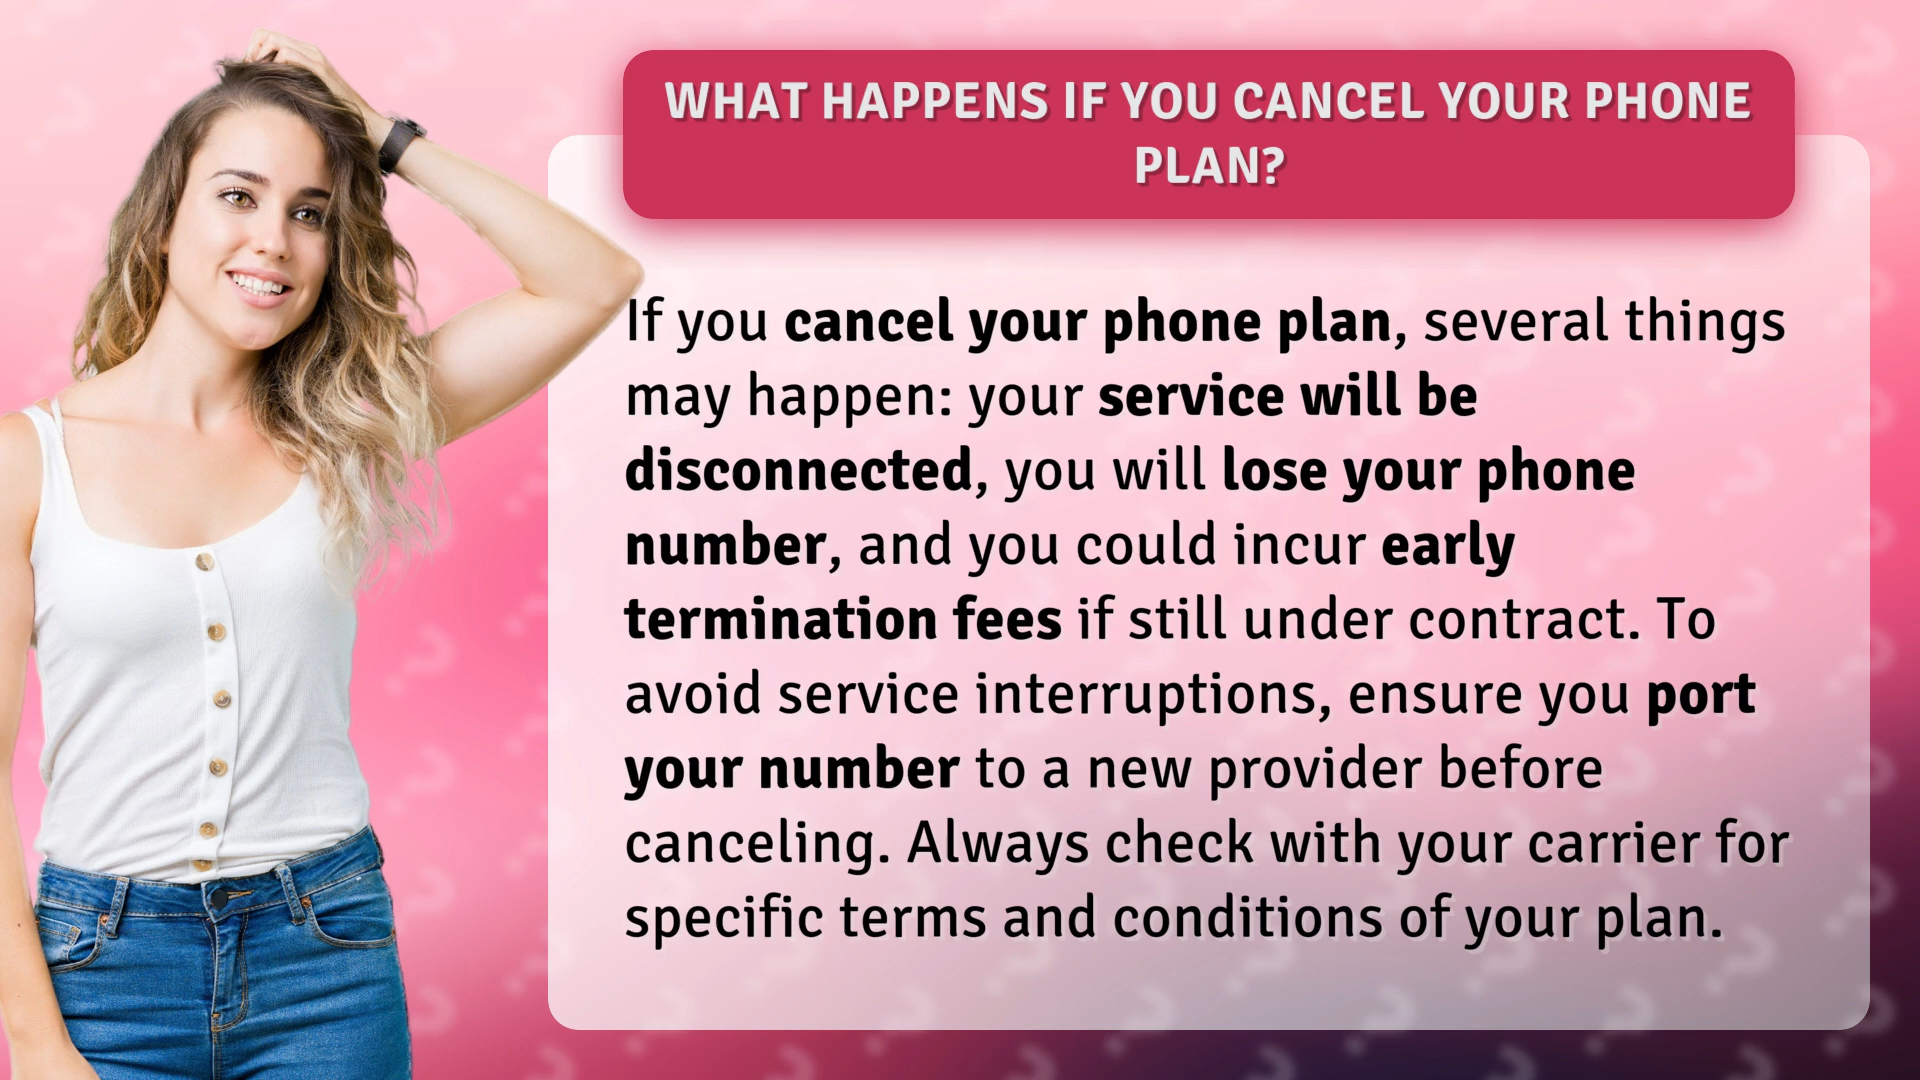 WHAT HAPPENS IF YOU CANCEL YOUR PHONE
PLAN?
If you cancel your phone plan, several things
may happen: your service will be
disconnected, you will lose your phone
number, and you could incur early
termination fees if still under contract. To
avoid service interruptions, ensure you port
your number to a new provider before
canceling. Always check with your carrier for
specific terms and conditions of your plan.